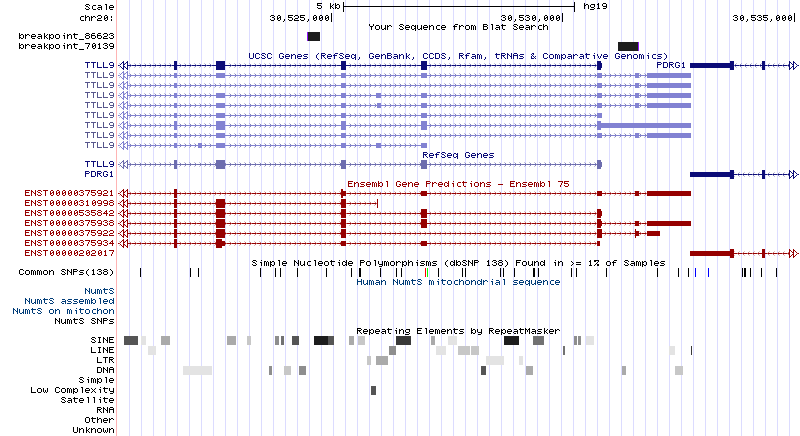 Scale 5 kb hg19
chr20: 30,525,000 30,530,000 30,535,000
Your Sequence from Blat Search
breakpoint_86623
breakpoint_70139
UCSC Genes (RefSeq, GenBank, CCDS, Rfam, tRNAs & Comparative Genomics)
TTLL9 PDRG1
TTLL9
TTLL9
TTLL9
TTLL9
TTLL9
TTLL9
TTLL9
TTLL9
RefSeq Genes
TTLL9
PDRG1
Ensembl Gene Predictions - Ensembl 75
ENST00000375921
ENST00000310998
ENST00000535842
ENST00000375938
ENST00000375922
ENST00000375934
ENST00000202017
Simple Nucleotide Polymorphisms (dbSNP 138) Found in >= 1% of Samples
Common SNPs(138)
Human NumtS mitochondrial sequence
NumtS
NumtS assembled
NumtS on mitochon
NumtS SNPs
Repeating Elements by RepeatMasker
SINE
LINE
LTR
DNA
Simple
Low Complexity
Satellite
RNA
Other
Unknown